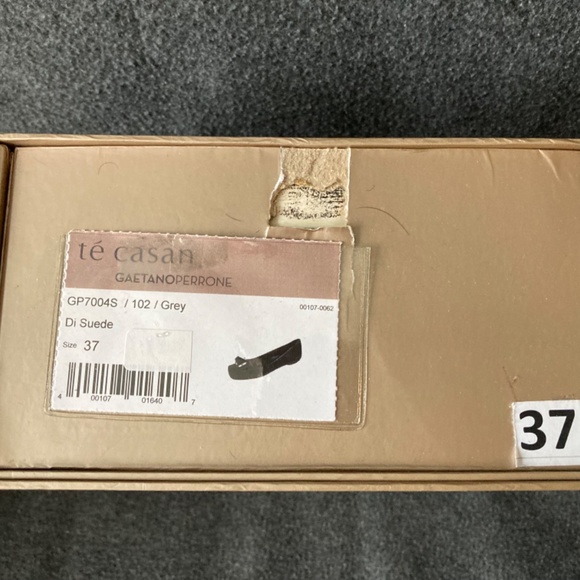 té casan
GAETANOPERRONE
GP7004S / 102 / Grey
00107-0062
Di Suede
Size 37
4 00107 01640 7
37